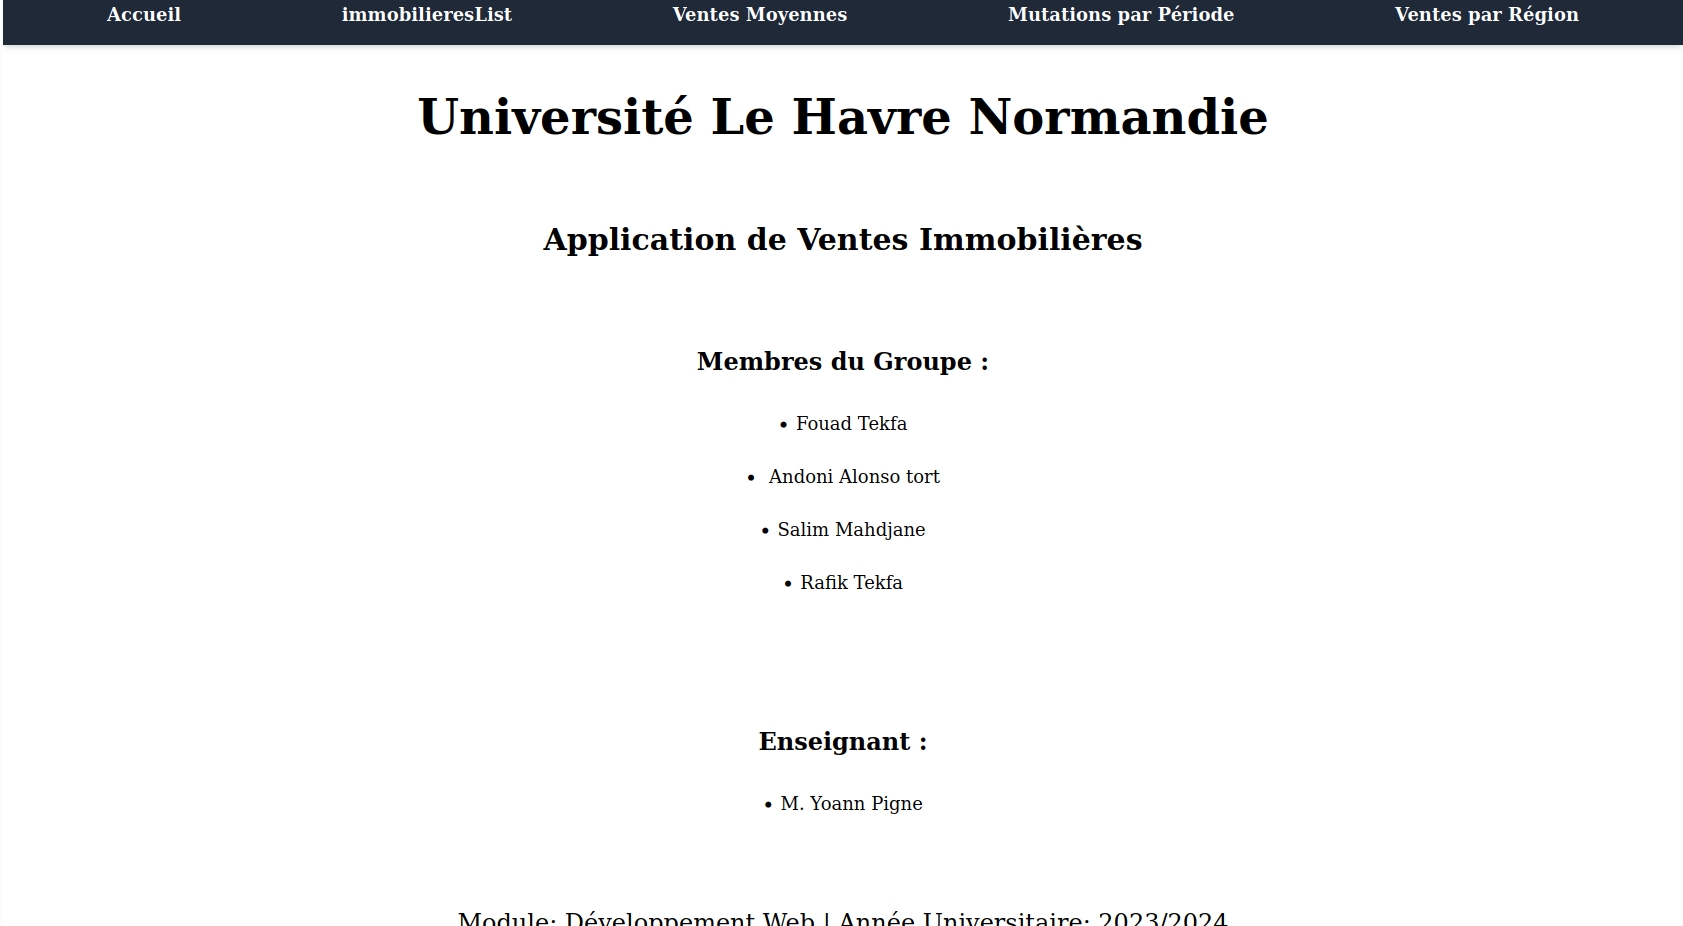 Accueil immobilieresList Ventes Moyennes Mutations par Période Ventes par Région
Université Le Havre Normandie
Application de Ventes Immobilières
Membres du Groupe :
• Fouad Tekfa
• Andoni Alonso tort
• Salim Mahdjane
• Rafik Tekfa
Enseignant :
• M. Yoann Pigne
Module: Développement Web | Année Universitaire: 2023/2024